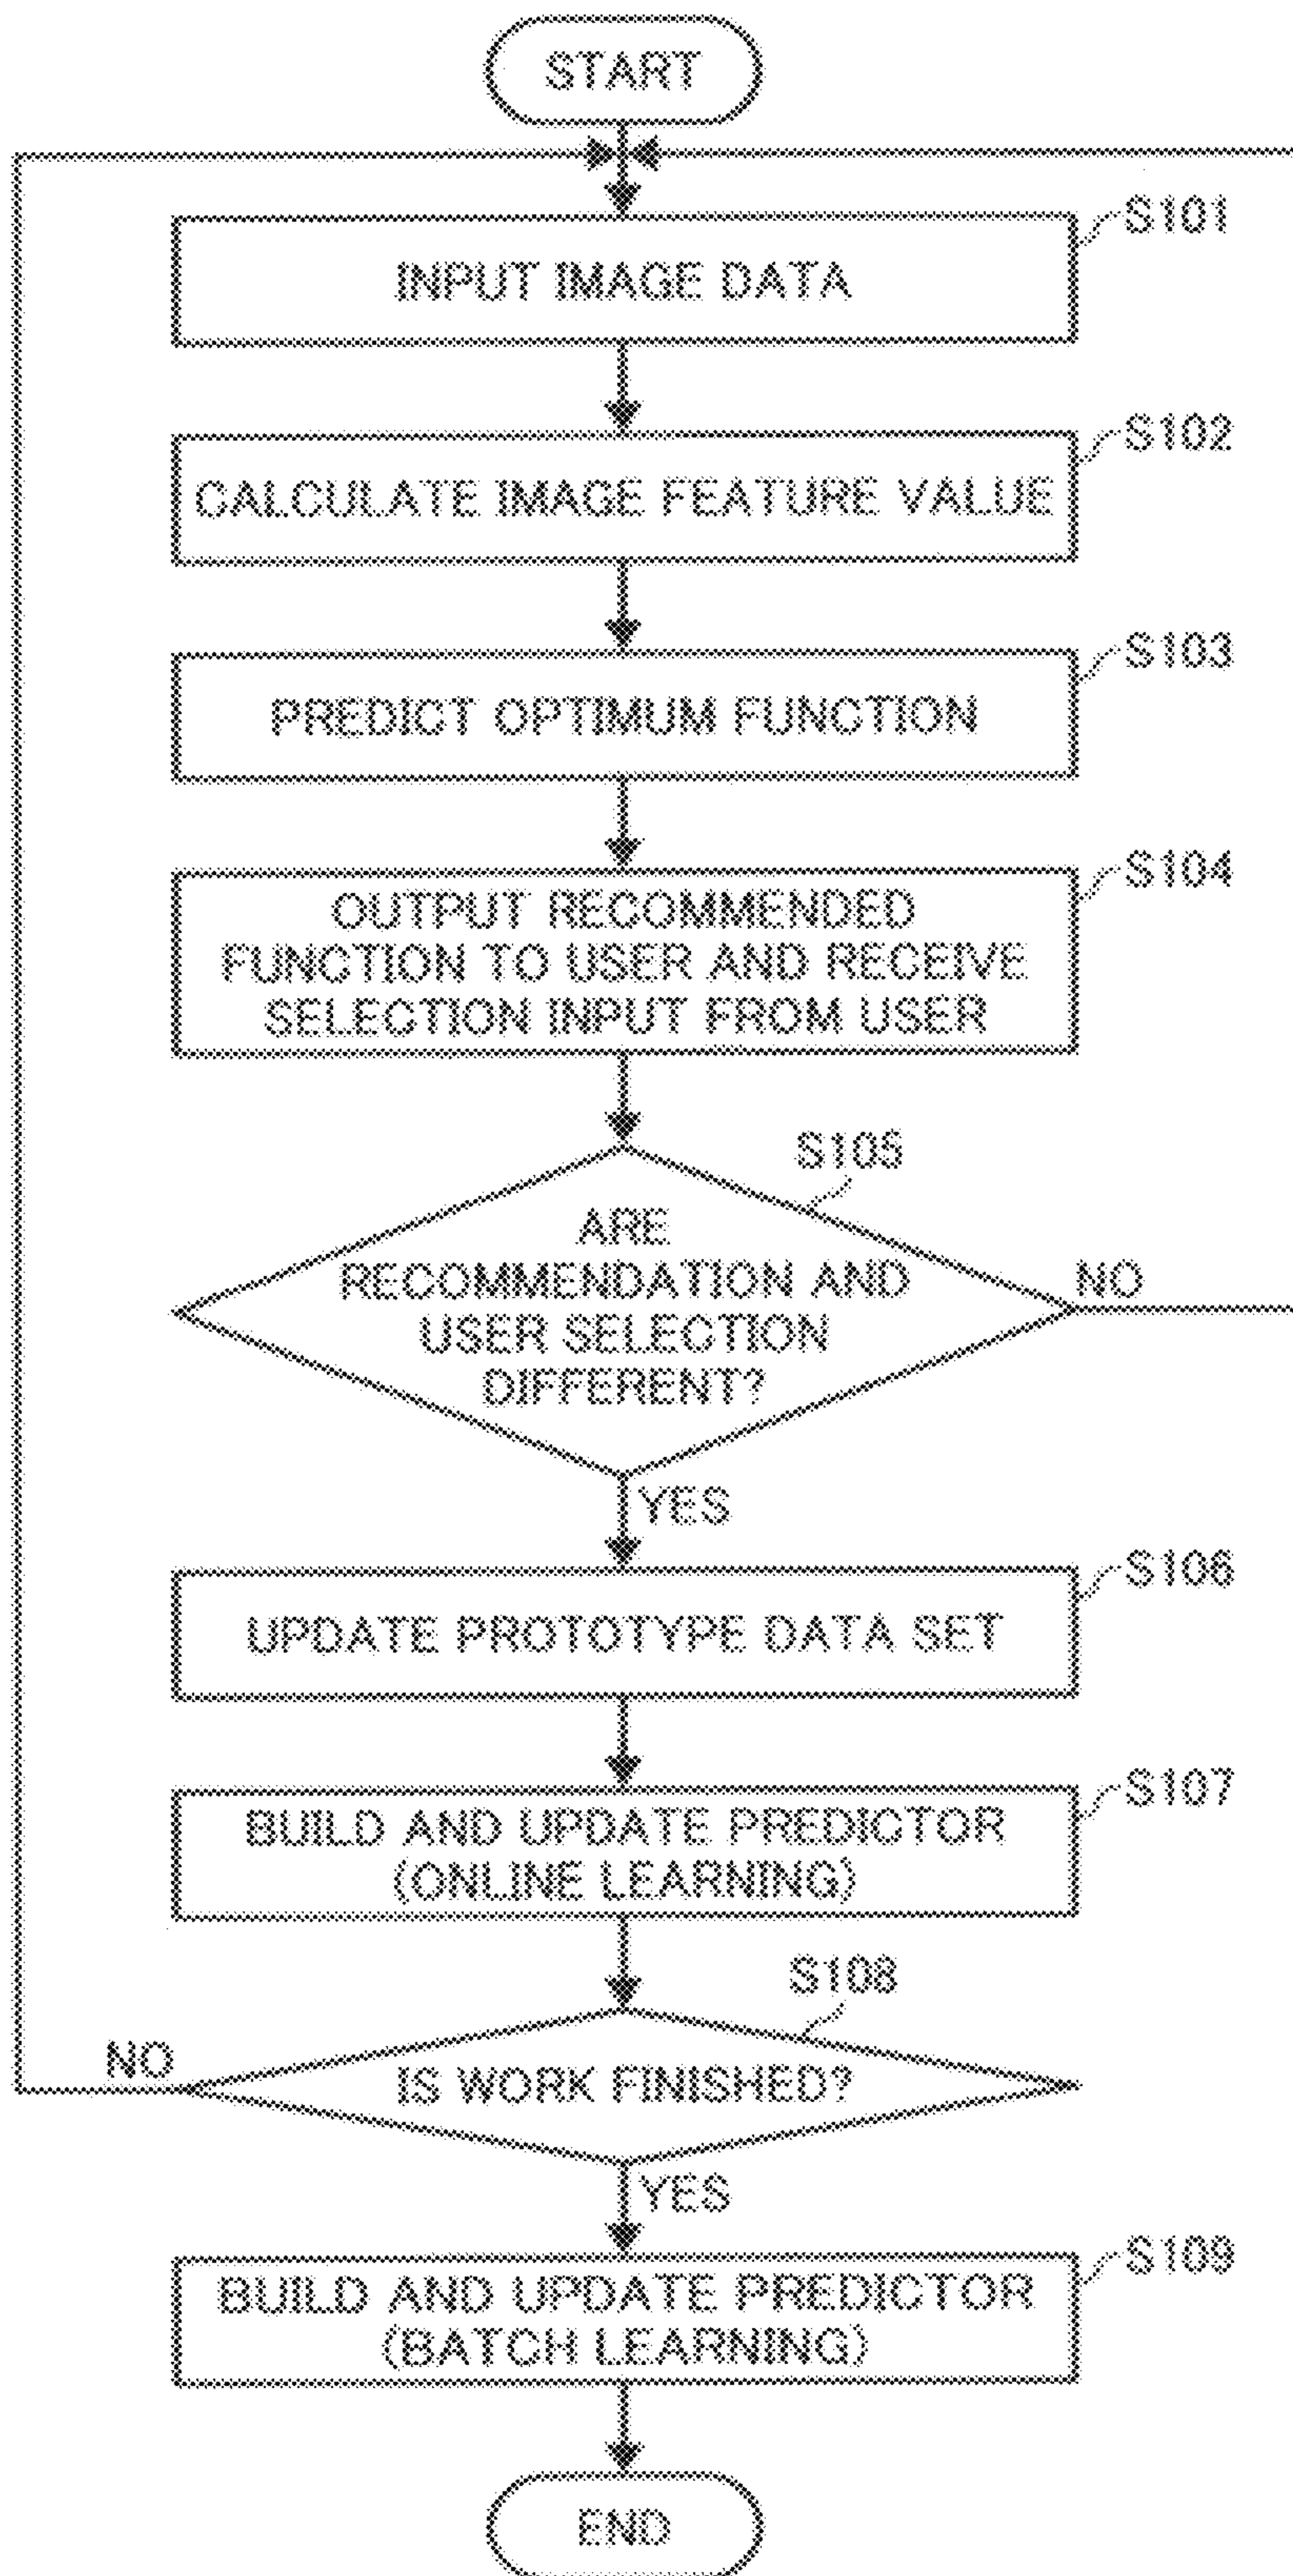 START
S101
INPUT IMAGE DATA
S102
CALCULATE IMAGE FEATURE VALUE
S103
PREDICT OPTIMUM FUNCTION
S104
OUTPUT RECOMMENDED
FUNCTION TO USER AND RECEIVE
SELECTION INPUT FROM USER
S105
ARE
RECOMMENDATION AND
USER SELECTION
DIFFERENT?
NO
YES
S106
UPDATE PROTOTYPE DATA SET
S107
BUILD AND UPDATE PREDICTOR
(ONLINE LEARNING)
S108
NO
IS WORK FINISHED?
YES
S109
BUILD AND UPDATE PREDICTOR
(BATCH LEARNING)
END